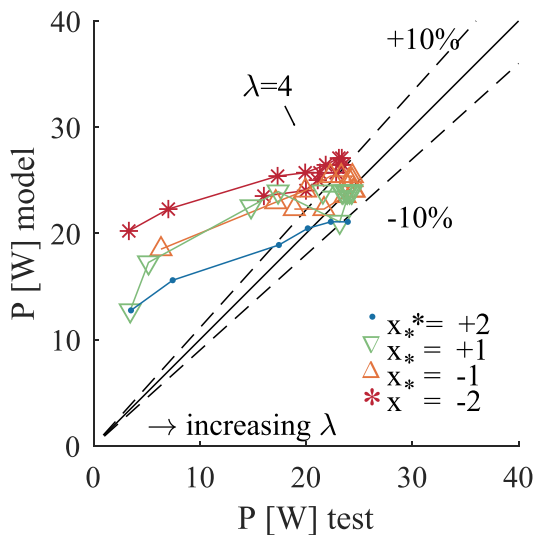 40
30
20
10
0
P [W] model
+10%
λ=4
-10%
x** = +2
x* = +1
x* = -1
x = -2
→ increasing λ
0 10 20 30 40
P [W] test